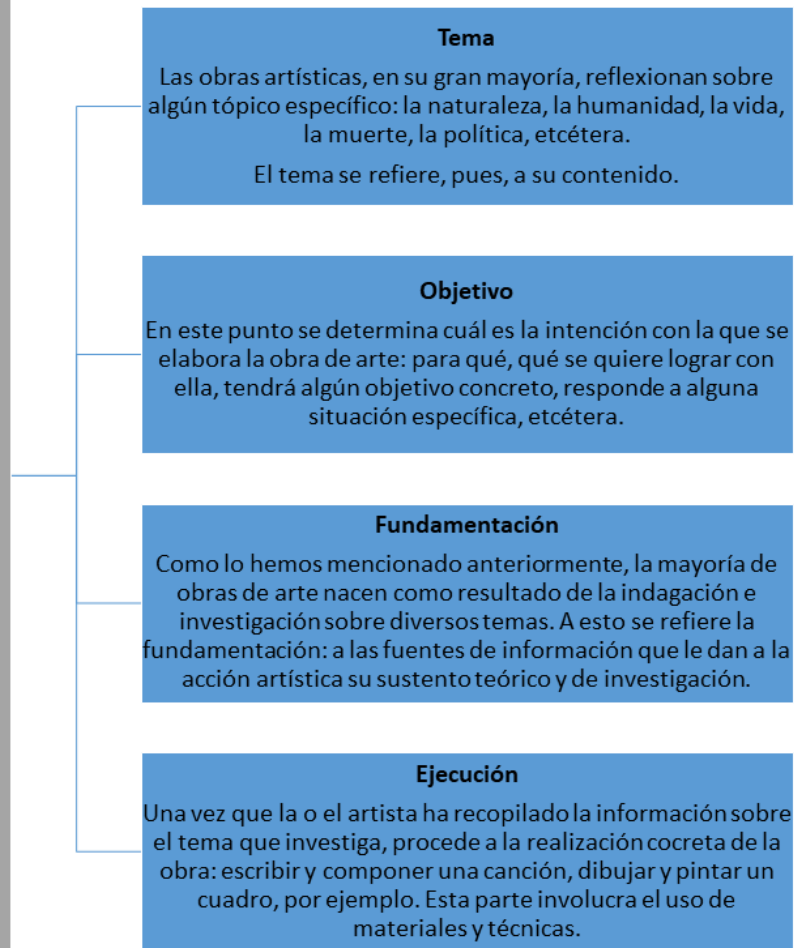 Tema
Las obras artísticas, en su gran mayoría, reflexionan sobre
algún tópico específico: la naturaleza, la humanidad, la vida,
la muerte, la política, etcétera.
El tema se refiere, pues, a su contenido.
Objetivo
En este punto se determina cuál es la intención con la que se
elabora la obra de arte: para qué, qué se quiere lograr con
ella, tendrá algún objetivo concreto, responde a alguna
situación específica, etcétera.
Fundamentación
Como lo hemos mencionado anteriormente, la mayoría de
obras de arte nacen como resultado de la indagación e
investigación sobre diversos temas. A esto se refiere la
fundamentación: a las fuentes de información que le dan a la
acción artística su sustento teórico y de investigación.
Ejecución
Una vez que la o el artista ha recopilado la información sobre
el tema que investiga, procede a la realización cocreta de la
obra: escribir y componer una canción, dibujar y pintar un
cuadro, por ejemplo. Esta parte involucra el uso de
materiales y técnicas.